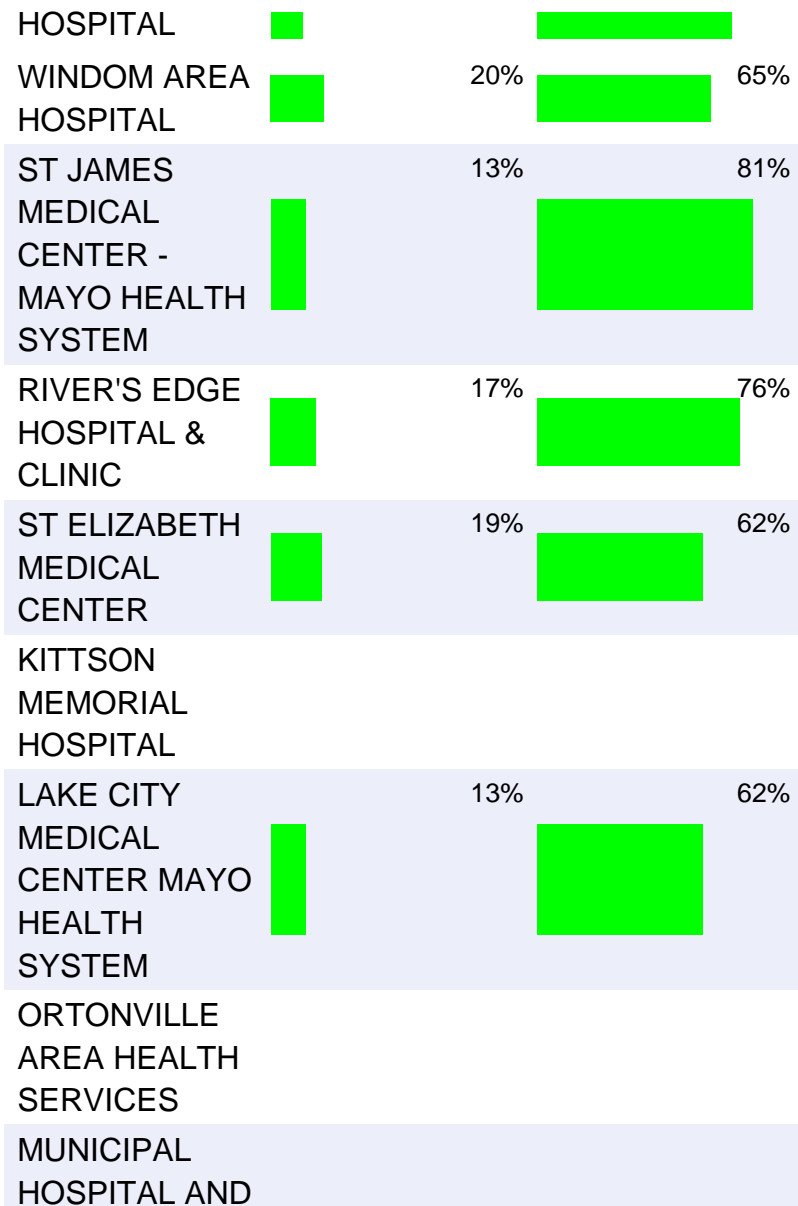 HOSPITAL
WINDOM AREA 20% 65%
HOSPITAL
ST JAMES 13% 81%
MEDICAL
CENTER -
MAYO HEALTH
SYSTEM
RIVER'S EDGE 17% 76%
HOSPITAL &
CLINIC
ST ELIZABETH 19% 62%
MEDICAL
CENTER
KITTSON
MEMORIAL
HOSPITAL
LAKE CITY 13% 62%
MEDICAL
CENTER MAYO
HEALTH
SYSTEM
ORTONVILLE
AREA HEALTH
SERVICES
MUNICIPAL
HOSPITAL AND